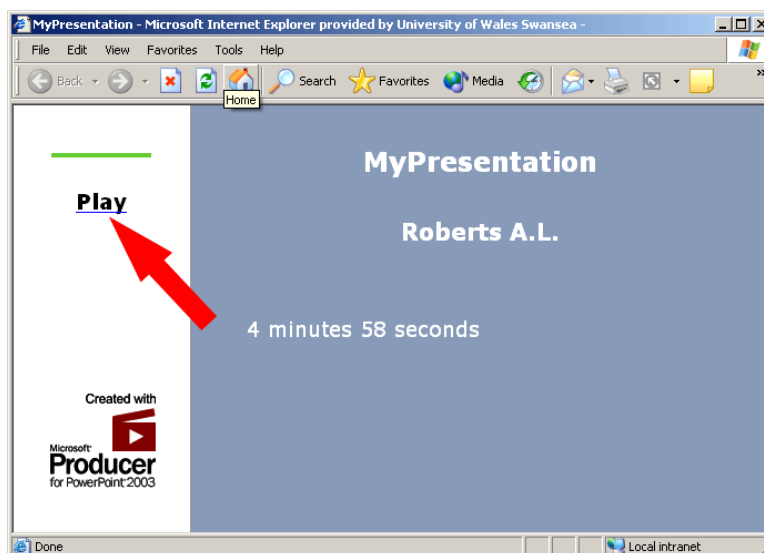 MyPresentation - Microsoft Internet Explorer provided by University of Wales Swansea -
File Edit View Favorites Tools Help
Back Search Favorites Media »
Home
MyPresentation
Play
Roberts A.L.
4 minutes 58 seconds
Created with
Microsoft
Producer
for PowerPoint 2003
Done Local intranet